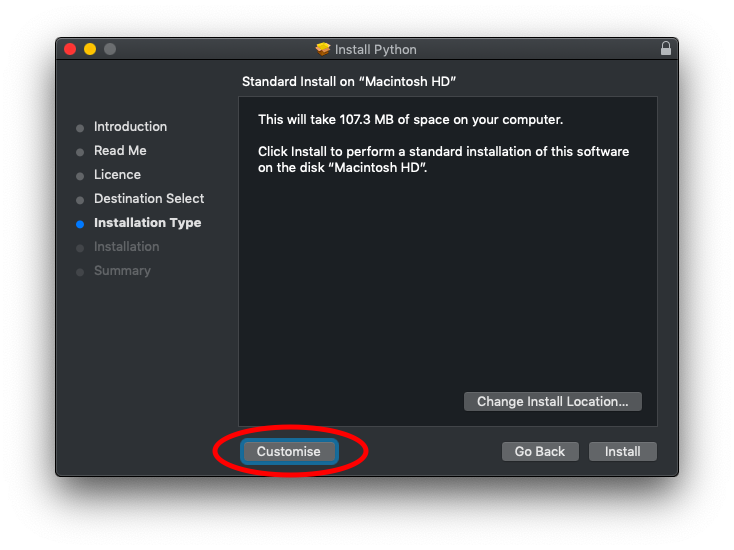 Install Python
Standard Install on “Macintosh HD”
Introduction
Read Me
Licence
Destination Select
Installation Type
Installation
Summary
This will take 107.3 MB of space on your computer.
Click Install to perform a standard installation of this software
on the disk “Macintosh HD”.
Change Install Location...
Customise
Go Back
Install